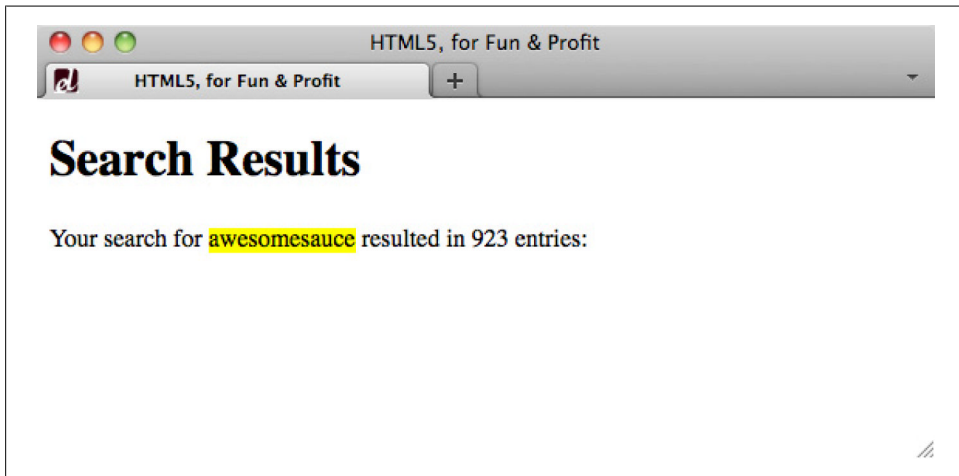 HTML5, for Fun & Profit
HTML5, for Fun & Profit
Search Results
Your search for awesomesauce resulted in 923 entries: